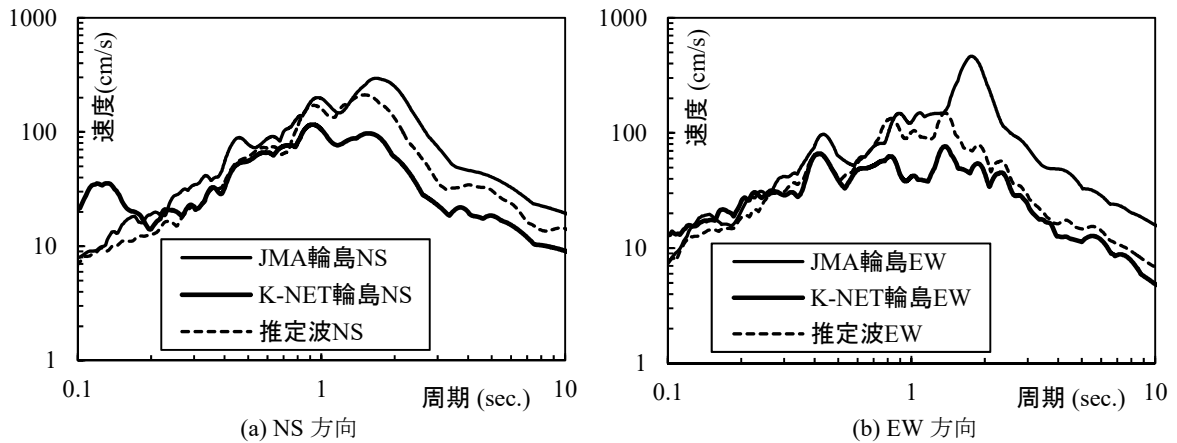 1000
100
10
1
速度(cm/s)
JMA輪島NS
K-NET輪島NS
推定波NS
0.1
1
10
周期 (sec.)
(a) NS 方向
1000
100
10
1
速度 (cm/s)
JMA輪島EW
K-NET輪島EW
推定波EW
0.1
1
10
周期 (sec.)
(b) EW 方向